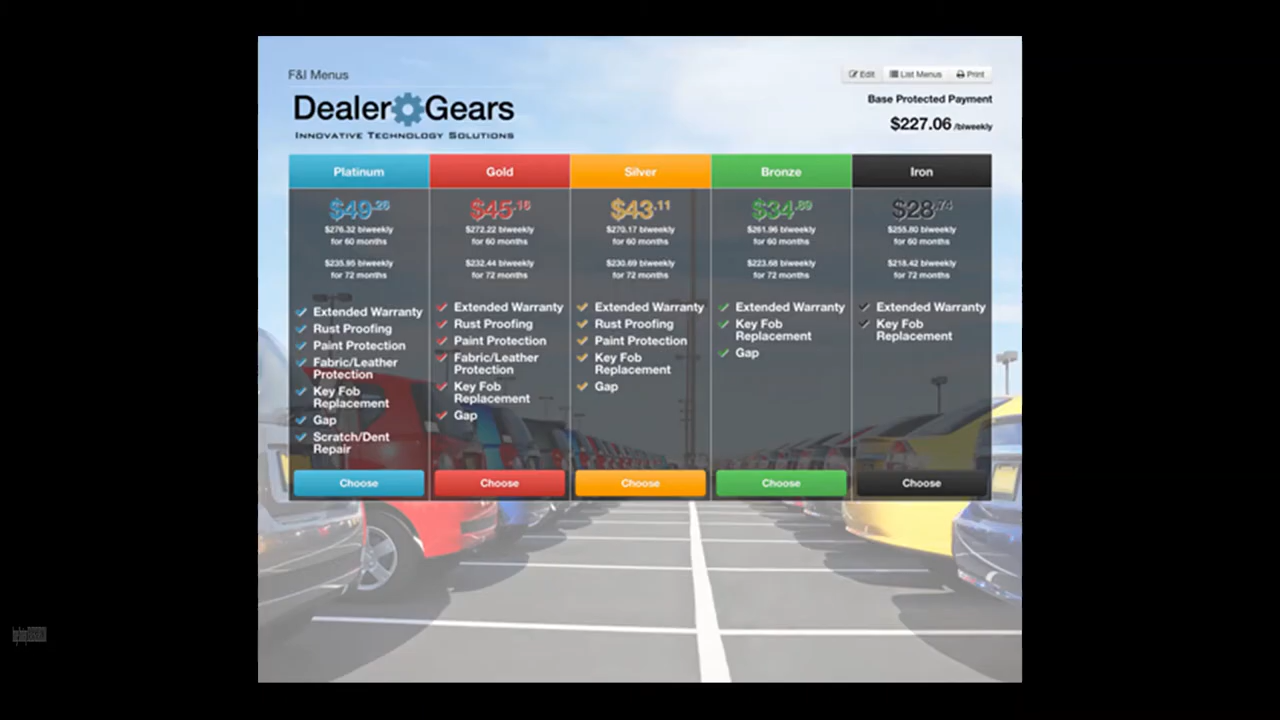 F&I Menus
Edit
List Menus
Print
Dealer Gears
INNOVATIVE TECHNOLOGY SOLUTIONS
Base Protected Payment
$227.06 /biweekly
Platinum
$49.26
$276.32 biweekly
for 60 months
$235.95 biweekly
for 72 months
Extended Warranty
Rust Proofing
Paint Protection
Fabric/Leather
Protection
Key Fob
Replacement
Gap
Scratch/Dent
Repair
Choose
Gold
$45.16
$272.22 biweekly
for 60 months
$232.44 biweekly
for 72 months
Extended Warranty
Rust Proofing
Paint Protection
Fabric/Leather
Protection
Key Fob
Replacement
Gap
Choose
Silver
$43.11
$270.17 biweekly
for 60 months
$230.69 biweekly
for 72 months
Extended Warranty
Rust Proofing
Paint Protection
Key Fob
Replacement
Gap
Choose
Bronze
$34.89
$261.96 biweekly
for 60 months
$223.68 biweekly
for 72 months
Extended Warranty
Key Fob
Replacement
Gap
Choose
Iron
$28.74
$255.80 biweekly
for 60 months
$218.42 biweekly
for 72 months
Extended Warranty
Key Fob
Replacement
Choose